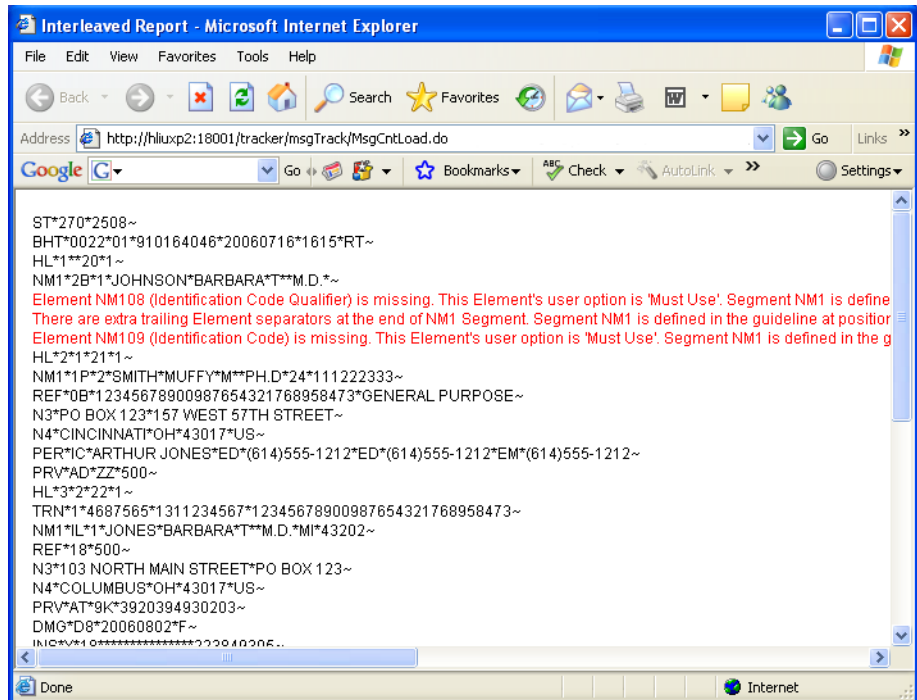 Interleaved Report - Microsoft Internet Explorer
File Edit View Favorites Tools Help
Back Search Favorites W
Address http://hliuxp2:18001/tracker/msgTrack/MsgCntLoad.do Go Links »
Google G Go Bookmarks ABC Check AutoLink » Settings
ST*270*2508~
BHT*0022*01*910164046*20060716*1615*RT~
HL*1**20*1~
NM1*2B*1*JOHNSON*BARBARA*T**M.D.*~
Element NM108 (Identification Code Qualifier) is missing. This Element's user option is 'Must Use'. Segment NM1 is define
There are extra trailing Element separators at the end of NM1 Segment. Segment NM1 is defined in the guideline at position
Element NM109 (Identification Code) is missing. This Element's user option is 'Must Use'. Segment NM1 is defined in the g
HL*2*1*21*1~
NM1*1P*2*SMITH*MUFFY*M**PH.D*24*111222333~
REF*0B*12345678900987654321768958473*GENERAL PURPOSE~
N3*PO BOX 123*157 WEST 57TH STREET~
N4*CINCINNATI*OH*43017*US~
PER*IC*ARTHUR JONES*ED*(614)555-1212*ED*(614)555-1212*EM*(614)555-1212~
PRV*AD*ZZ*500~
HL*3*2*22*1~
TRN*1*4687565*1311234567*12345678900987654321768958473~
NM1*IL*1*JONES*BARBARA*T**M.D.*MI*43202~
REF*18*500~
N3*103 NORTH MAIN STREET*PO BOX 123~
N4*COLUMBUS*OH*43017*US~
PRV*AT*9K*3920394930203~
DMG*D8*20060802*F~
Done Internet